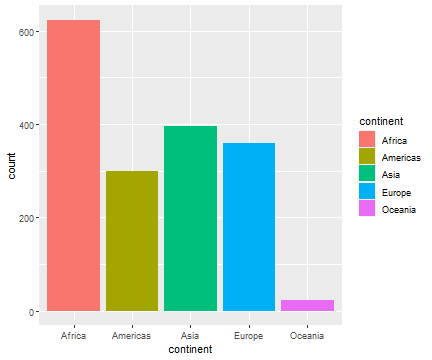 count
600
400
200
0
Africa Americas Asia Europe Oceania
continent
continent
Africa
Americas
Asia
Europe
Oceania